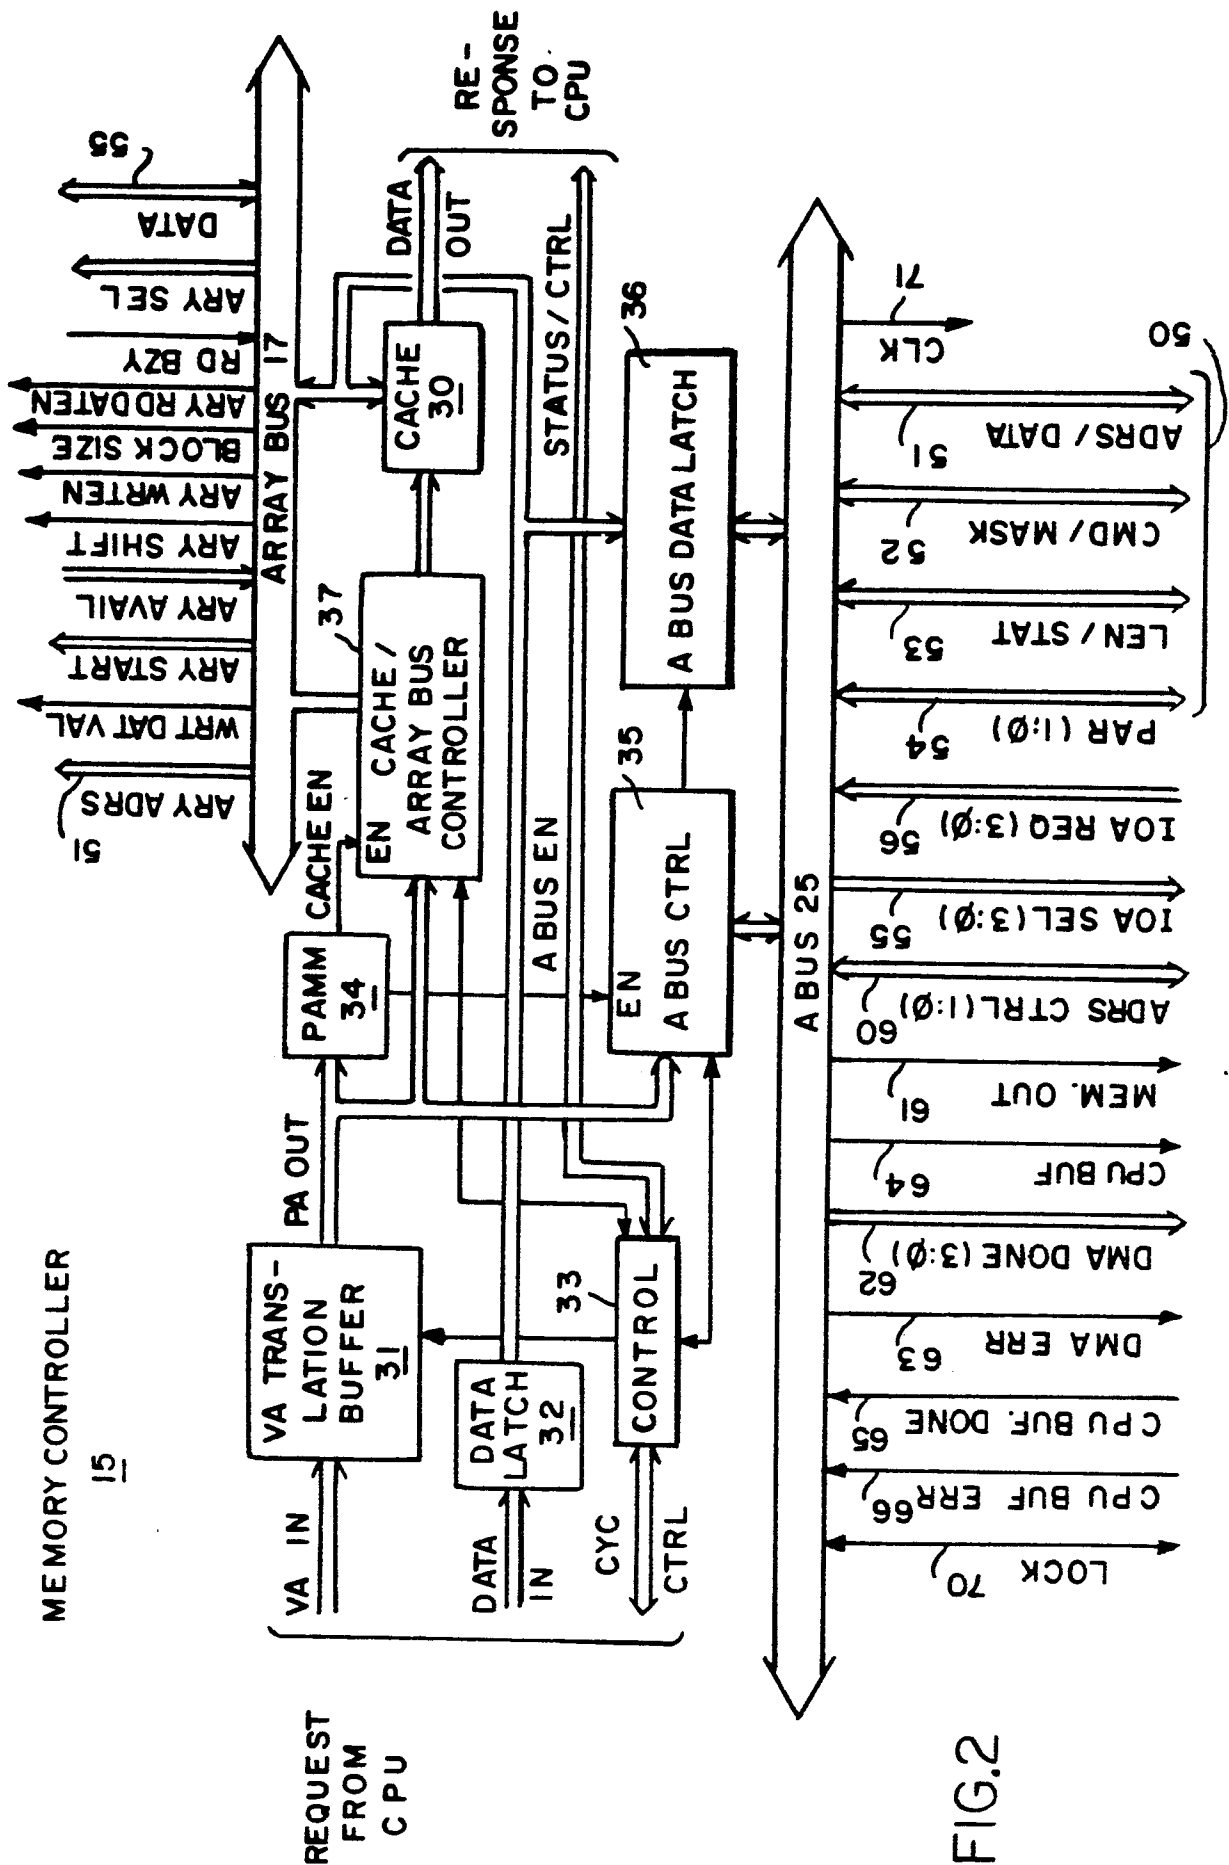 MEMORY CONTROLLER
15
REQUEST
FROM
CPU
VA IN
DATA
IN
CYC
CTRL
VA TRANS-
LATION
BUFFER
31
DATA
LATCH
32
CONTROL
33
PA OUT
PAMM
34
CACHE EN
A BUS EN
EN CACHE/
ARRAY BUS
CONTROLLER
37
EN
A BUS CTRL
35
A BUS DATA LATCH
36
CACHE
30
DATA
OUT
STATUS/CTRL
RE-
SPONSE
TO
CPU
ARRAY BUS 17
ARY ADRS
51
WRT DAT VAL
ARY START
ARY AVAIL
ARY SHIFT
ARY WRTEN
BLOCK SIZE
ARY RD DATEN
RD BZY
ARY SEL
DATA
55
A BUS 25
LOCK
70
CPU BUF ERR
66
CPU BUF. DONE
65
DMA ERR
63
DMA DONE (3:Ø)
62
CPU BUF
64
MEM. OUT
61
ADRS CTRL (1:Ø)
60
IOA SEL (3:Ø)
55
IOA REQ (3:Ø)
56
PAR (1:Ø)
54
LEN / STAT
53
CMD / MASK
52
ADRS / DATA
51
CLK
71
50
FIG.2